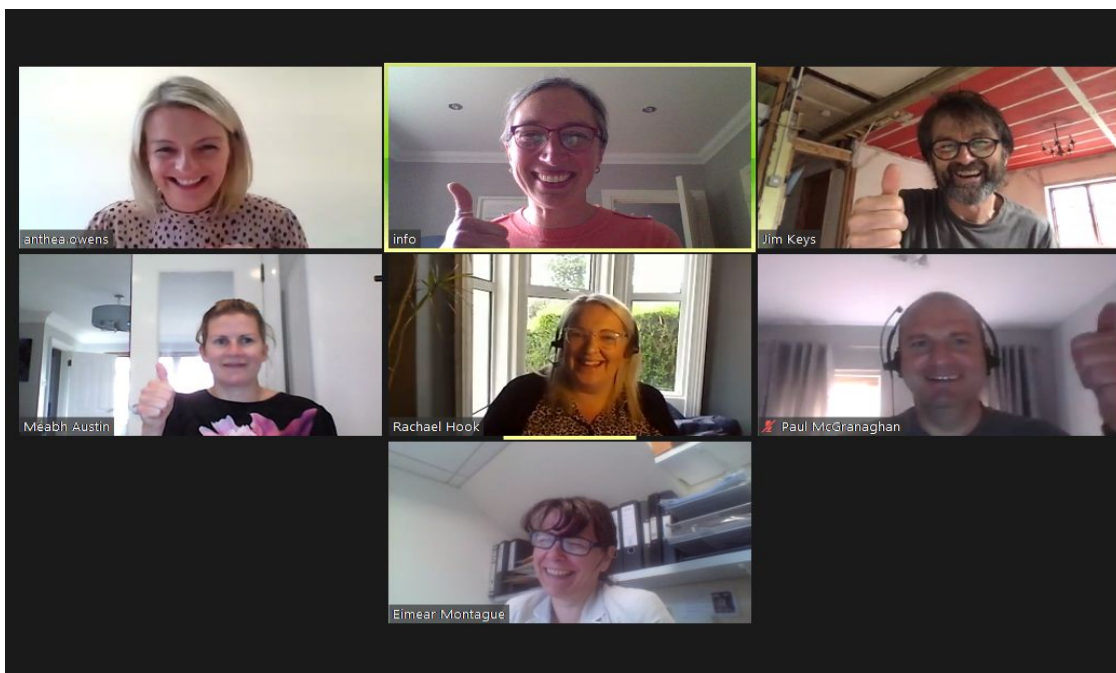 anthea.owens
info
Jim Keys
Meabh Austin
Rachael Hook
Paul McGranaghan
Eimear Montague